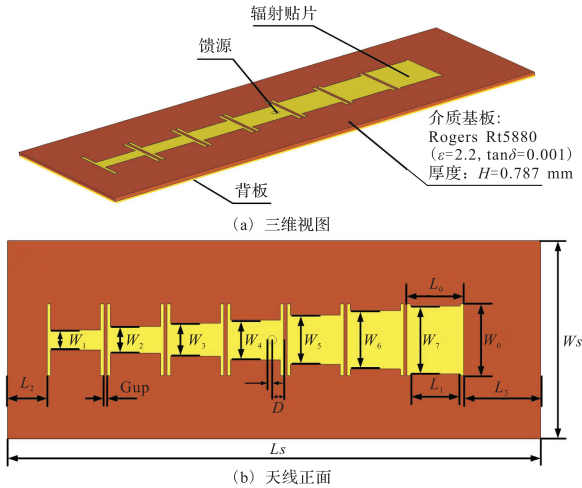 辐射贴片
馈源
介质基板:
Rogers Rt5880
(ε=2.2, tanδ=0.001)
厚度: H=0.787 mm
背板
(a) 三维视图
L0
W1
W2
W3
W4
W5
W6
W7
W0
Ws
L2
Gup
D
L1
L3
Ls
(b) 天线正面